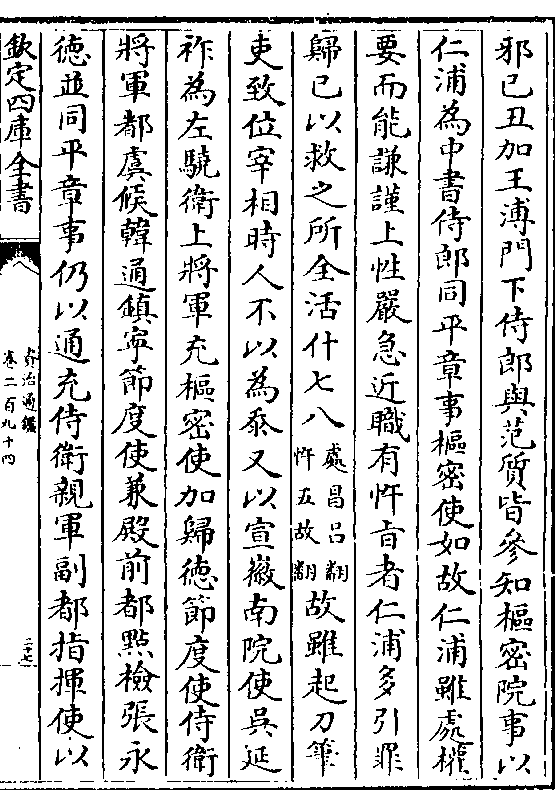 邪己丑加王溥門下侍郎與范質皆參知樞密院事以
仁浦為中書侍郎同平章事樞密使如故仁浦雖處權
要而能謙謹上性嚴急近職有忤旨者仁浦多引罪
歸已以救之所全活什七八處昌吕翻忤五故翻故雖起刀筆
吏致位宰相時人不以為忝又以宣徽南院使吳延
祚為左驍衛上將軍充樞密使加歸德節度使侍衛
將軍都虞候韓通鎮寧節度使兼殿前都點檢張永
德並同平章事仍以通充侍衛親軍副都指揮使以
欽定四庫全書
資治通鑑
卷二百九十四
二十七